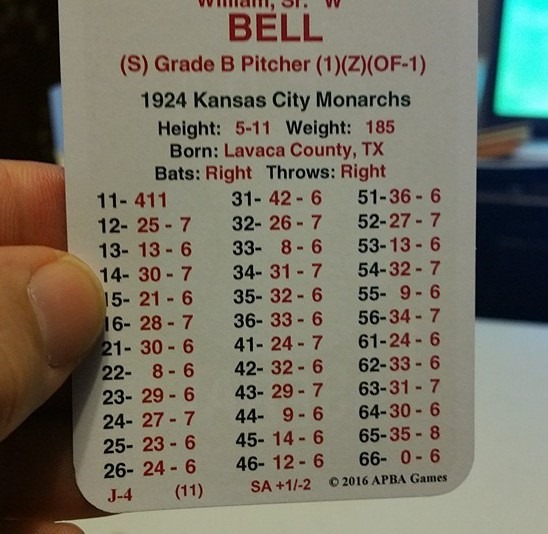 William, Sr. "W"
BELL
(S) Grade B Pitcher (1)(Z)(OF-1)
1924 Kansas City Monarchs
Height: 5-11 Weight: 185
Born: Lavaca County, TX
Bats: Right Throws: Right
11- 411 31- 42 - 6 51- 36 - 6
12- 25 - 7 32- 26 - 7 52- 27 - 7
13- 13 - 6 33- 8 - 6 53- 13 - 6
14- 30 - 7 34- 31 - 7 54- 32 - 7
15- 21 - 6 35- 32 - 6 55- 9 - 6
16- 28 - 7 36- 33 - 6 56- 34 - 7
21- 30 - 6 41- 24 - 7 61- 24 - 6
22- 8 - 6 42- 32 - 6 62- 33 - 6
23- 29 - 6 43- 29 - 7 63- 31 - 7
24- 27 - 7 44- 9 - 6 64- 30 - 6
25- 23 - 6 45- 14 - 6 65- 35 - 8
26- 24 - 6 46- 12 - 6 66- 0 - 6
J-4 (11) SA +1/-2 © 2016 APBA Games